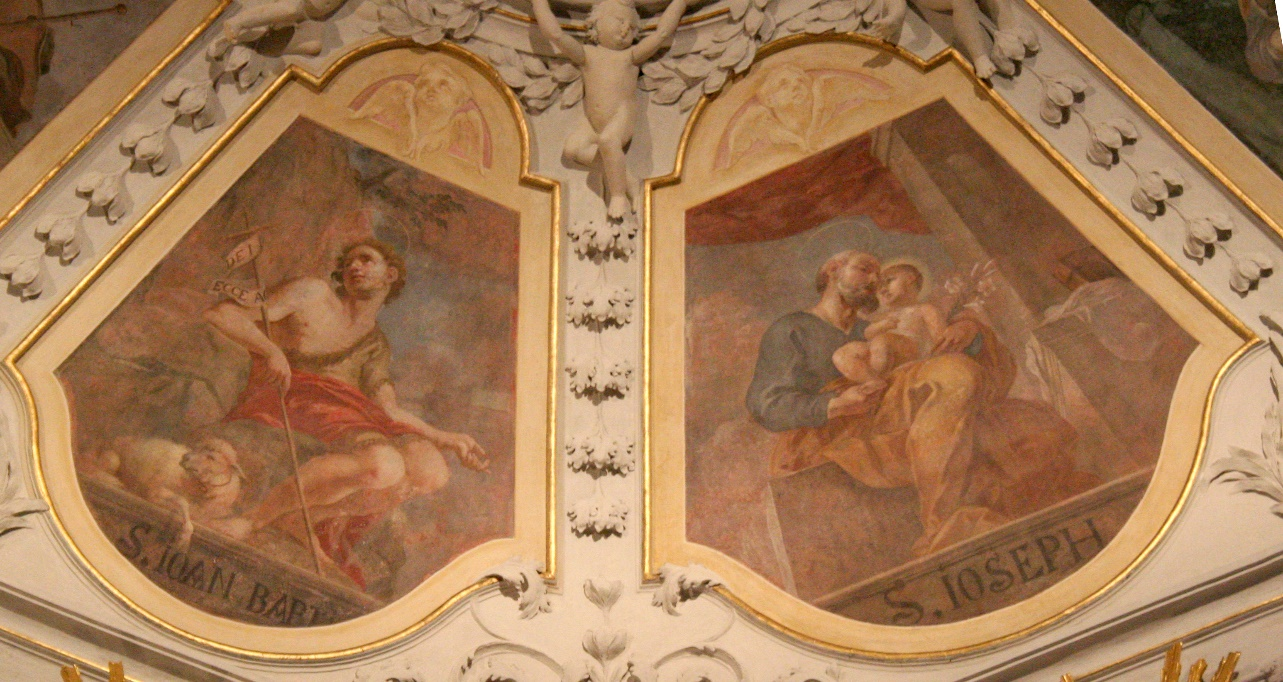 DEI
ECCE A
S. IOAN BAPT
S. IOSEPH